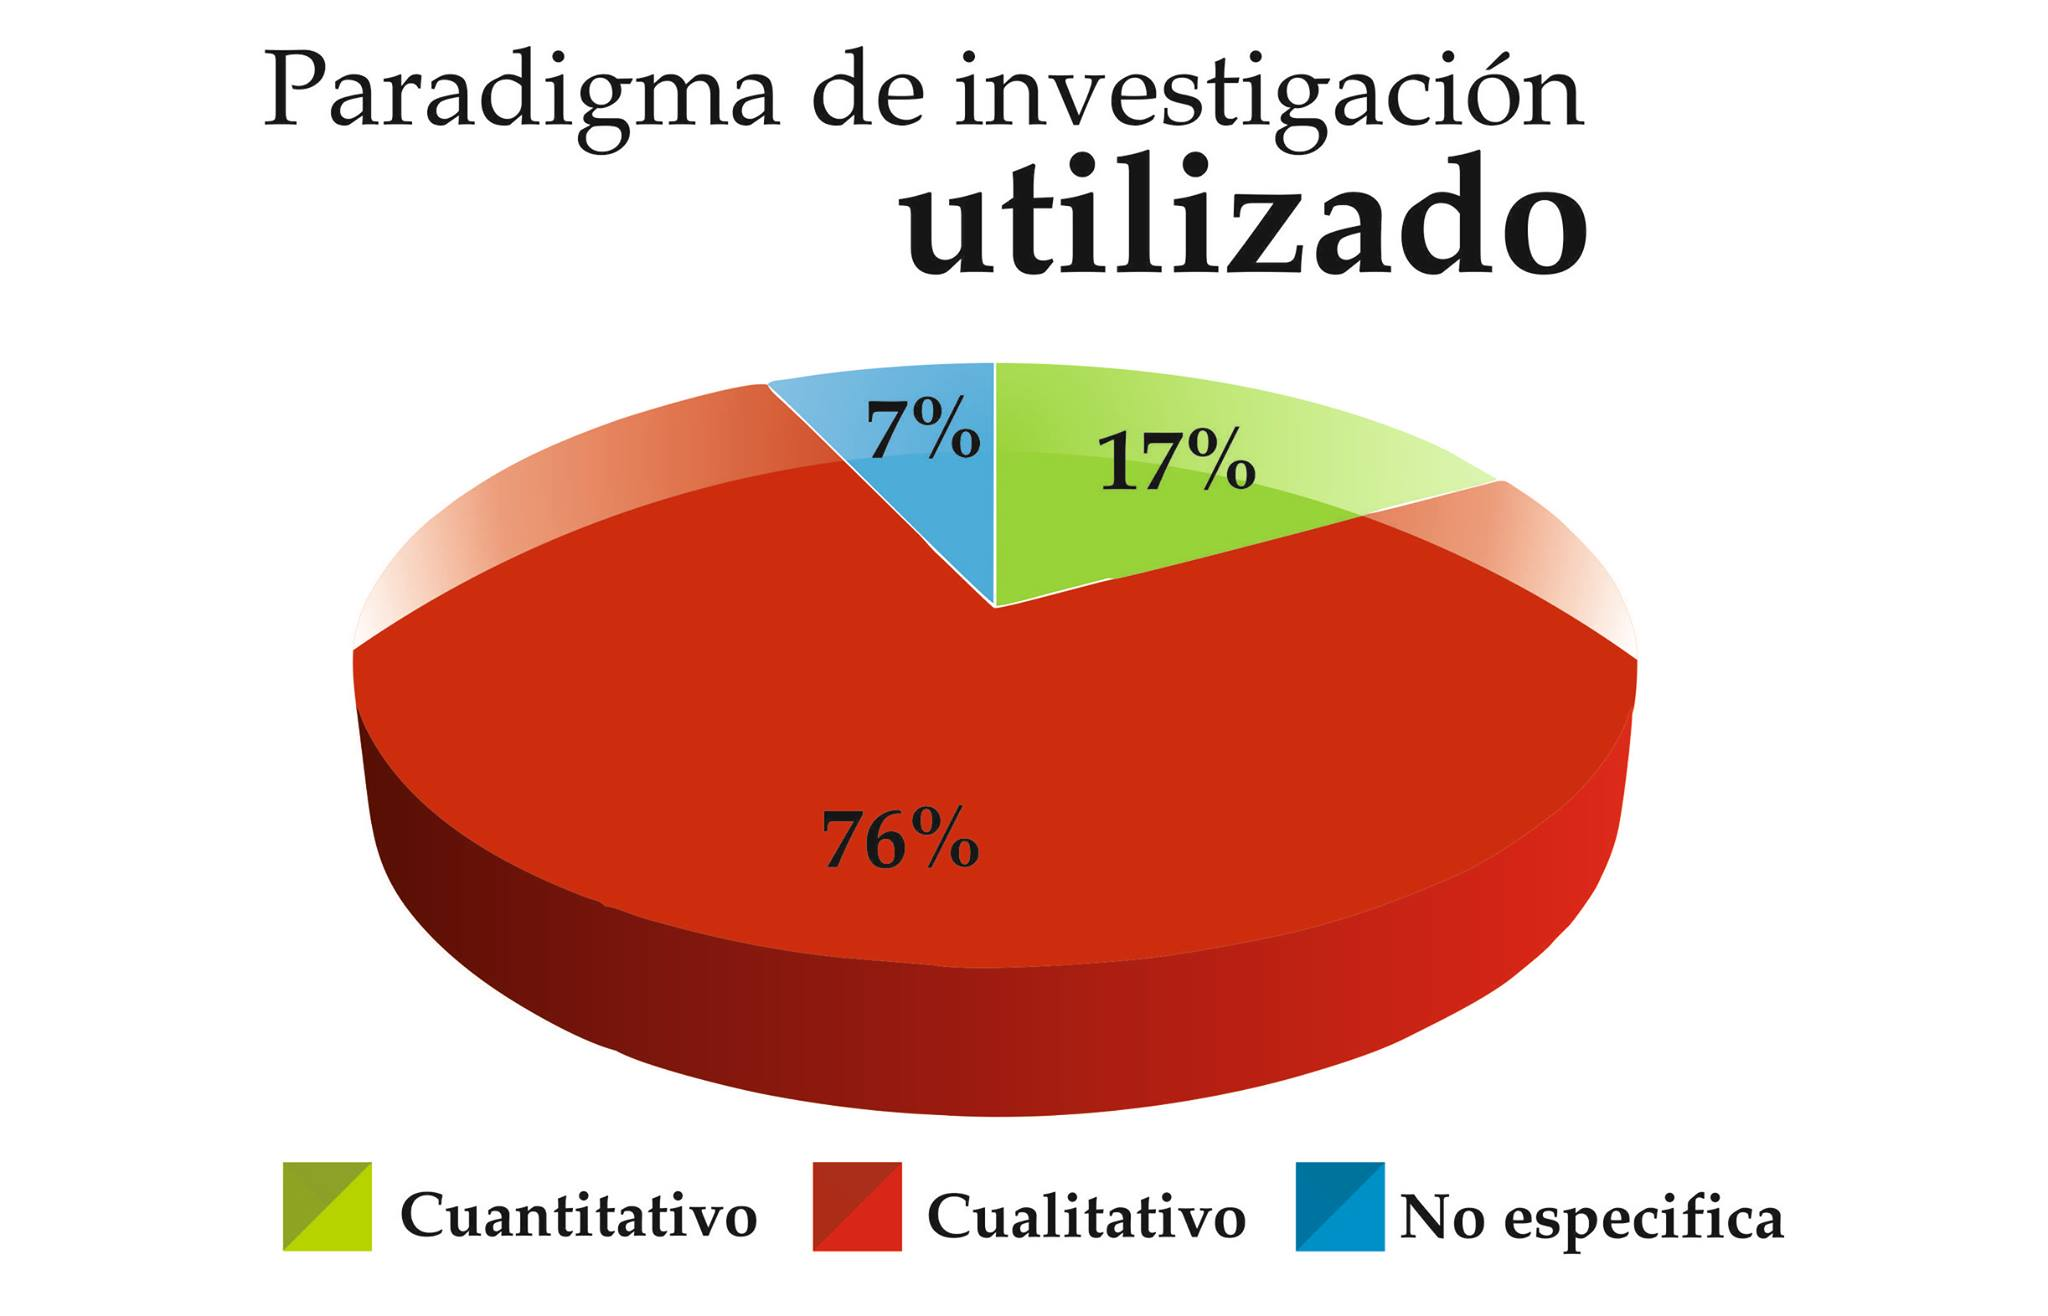 Paradigma de investigación
utilizado
7%
17%
76%
Cuantitativo
Cualitativo
No especifica